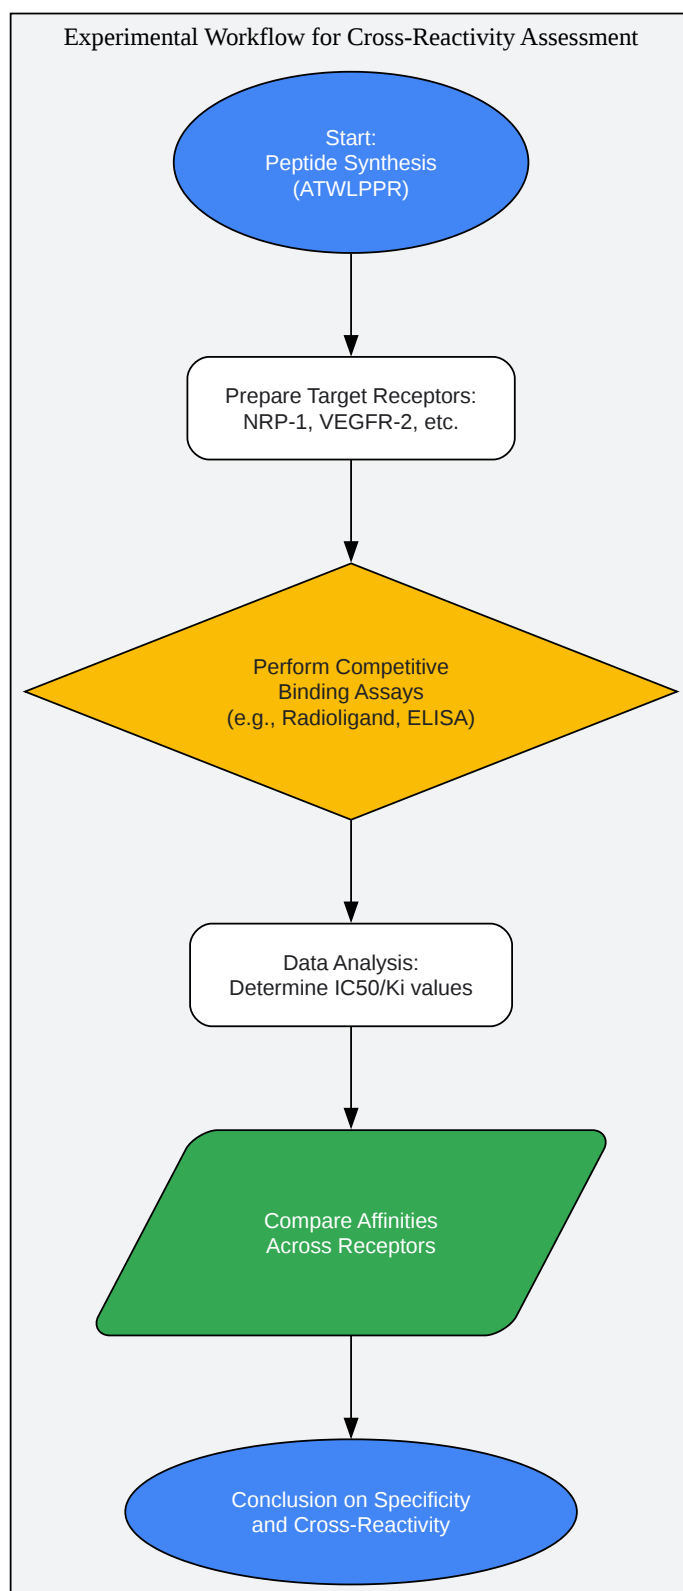 Experimental Workflow for Cross-Reactivity Assessment
Start:
Peptide Synthesis
(ATWLPPR)
Prepare Target Receptors:
NRP-1, VEGFR-2, etc.
Perform Competitive
Binding Assays
(e.g., Radioligand, ELISA)
Data Analysis:
Determine IC50/Ki values
Compare Affinities
Across Receptors
Conclusion on Specificity
and Cross-Reactivity